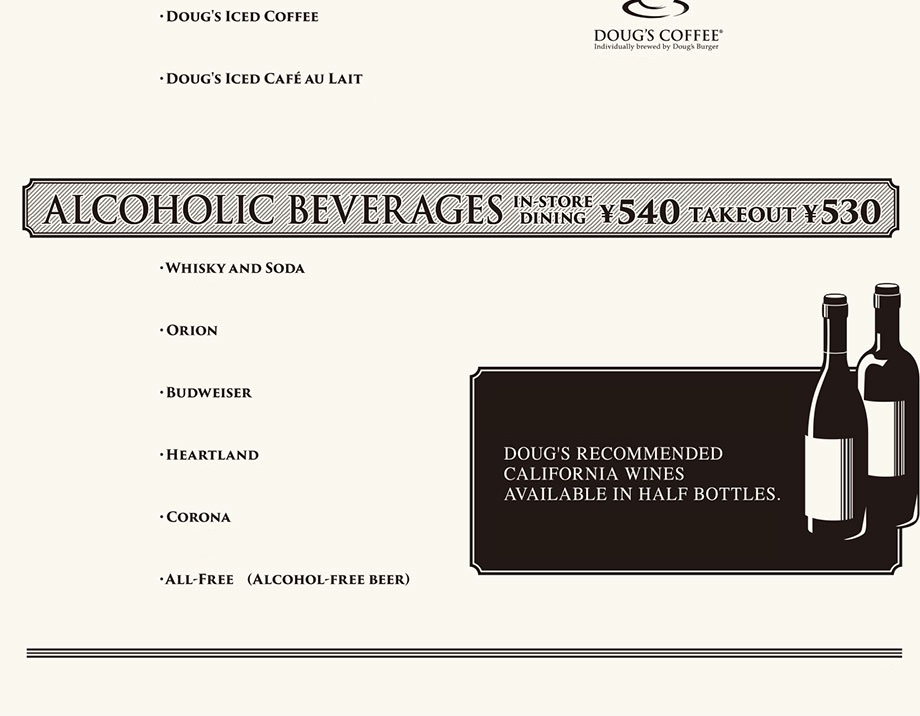 ·Doug's Iced Coffee
DOUG'S COFFEE®
Individually brewed by Doug's Burger
·Doug's Iced Café au Lait
ALCOHOLIC BEVERAGES IN-STORE DINING ¥540 TAKEOUT ¥530
·Whisky and Soda
·Orion
·Budweiser
·Heartland
·Corona
·All-Free (Alcohol-free beer)
DOUG'S RECOMMENDED
CALIFORNIA WINES
AVAILABLE IN HALF BOTTLES.